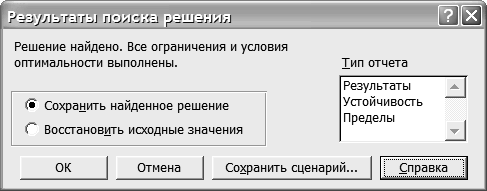 Результаты поиска решения
Решение найдено. Все ограничения и условия
оптимальности выполнены.
Тип отчета
Результаты
Устойчивость
Пределы
Сохранить найденное решение
Восстановить исходные значения
ОК
Отмена
Сохранить сценарий...
Справка